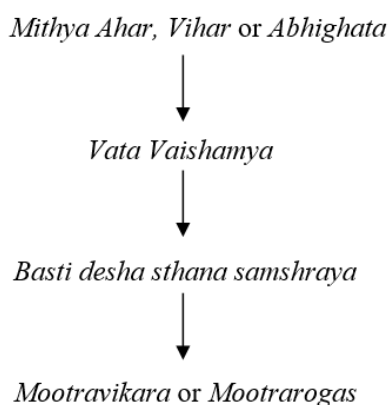 Mithya Ahar, Vihar or Abhighata
Vata Vaishamya
Basti desha sthana samshraya
Mootravikara or Mootrarogas